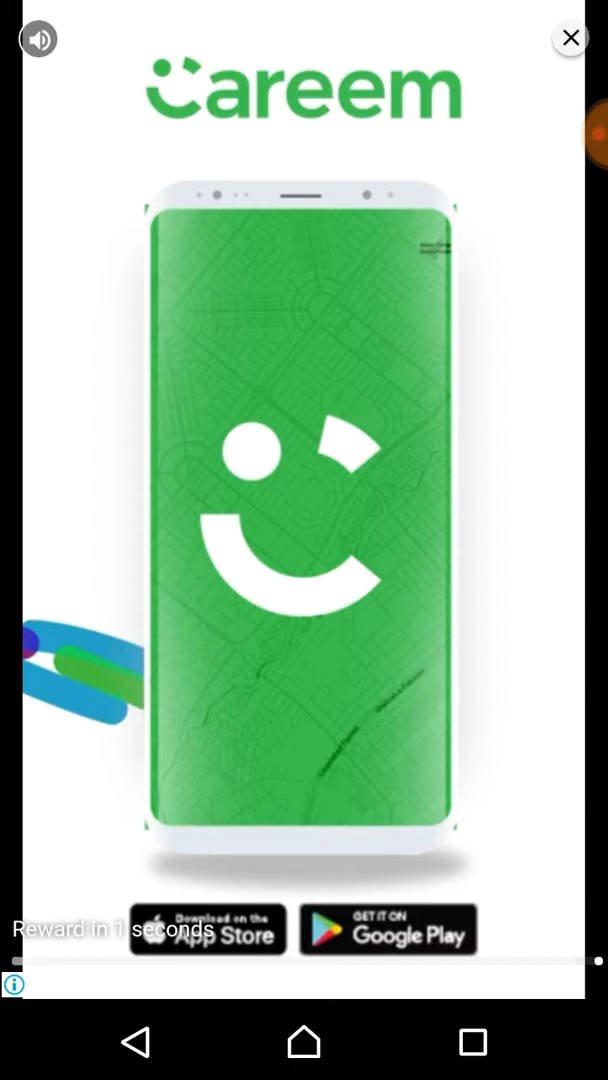 Careem
Reward in 1 seconds
Download on the
App Store
GET IT ON
Google Play